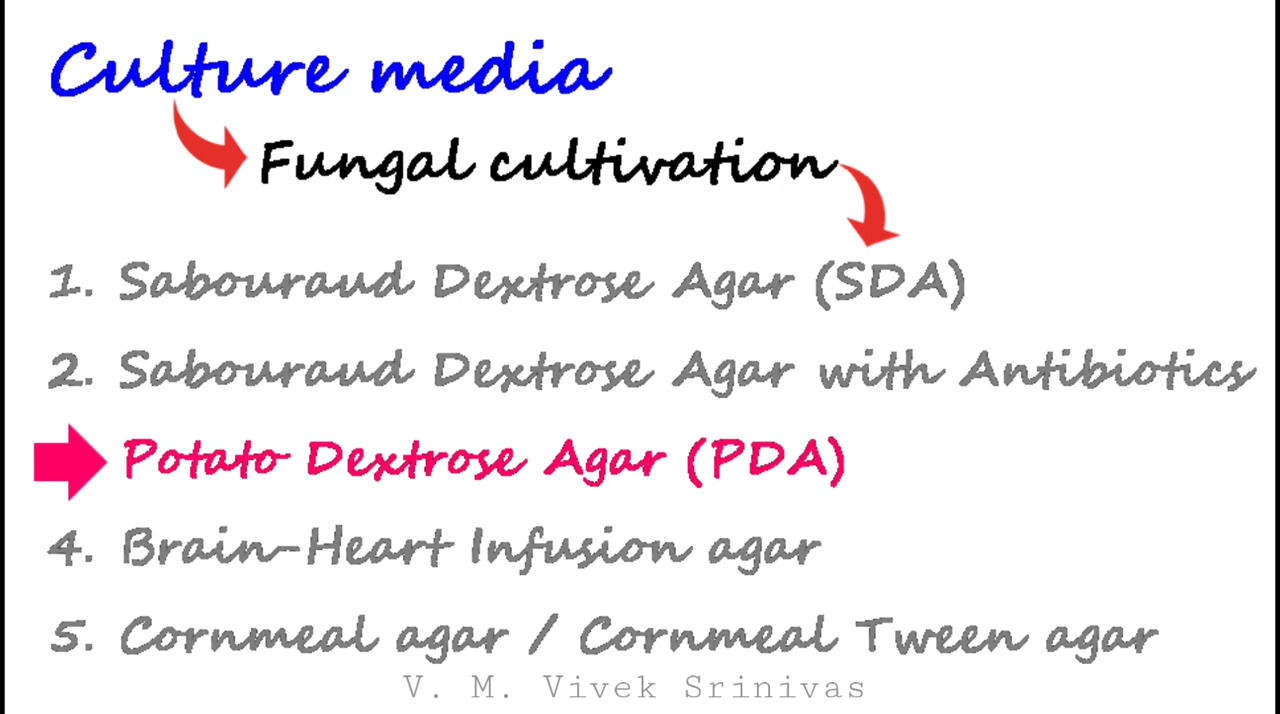 Culture media
Fungal cultivation
1. Sabouraud Dextrose Agar (SDA)
2. Sabouraud Dextrose Agar with Antibiotics
Potato Dextrose Agar (PDA)
4. Brain-Heart Infusion agar
5. Cornmeal agar / Cornmeal Tween agar
V. M. Vivek Srinivas